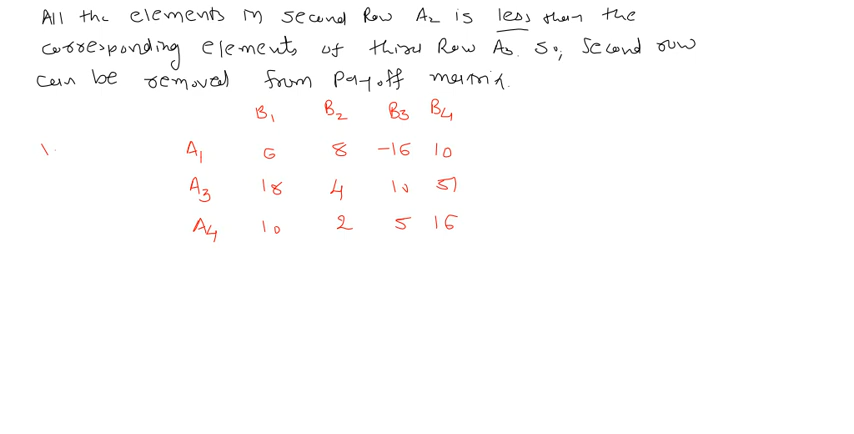 All the elements in second Row A2 is less than the
corresponding elements of third Row A3. So, Second row
can be removed from Payoff matrix.
B1 B2 B3 B4
A1 6 8 -16 10
A3 18 4 10 51
A4 10 2 5 16